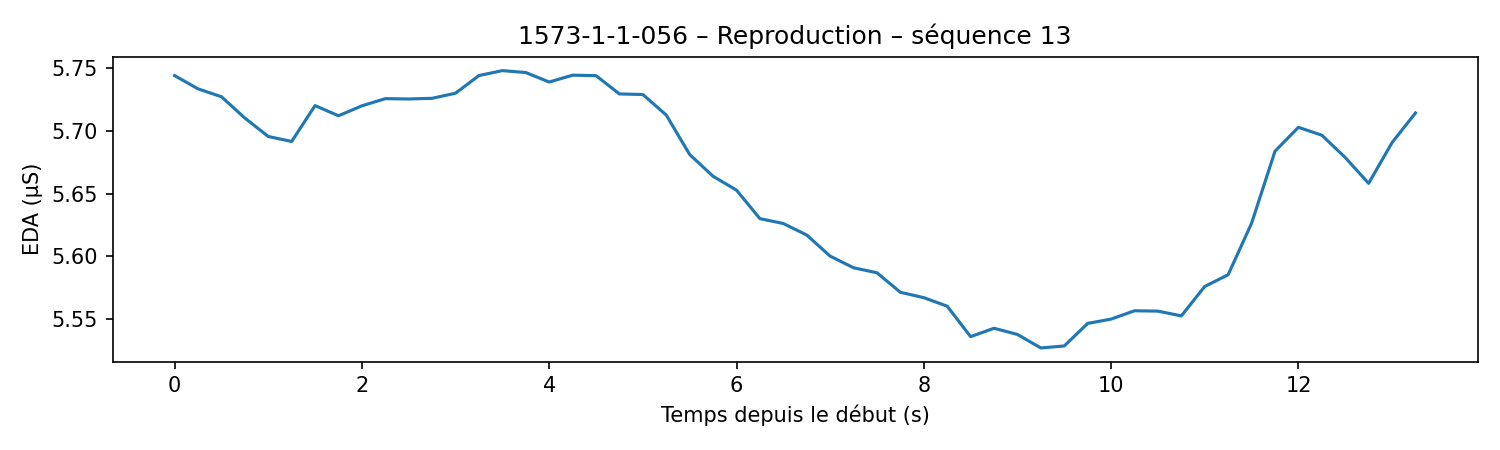 1573-1-1-056 – Reproduction – séquence 13
EDA (µS)
5.75
5.70
5.65
5.60
5.55
0 2 4 6 8 10 12
Temps depuis le début (s)